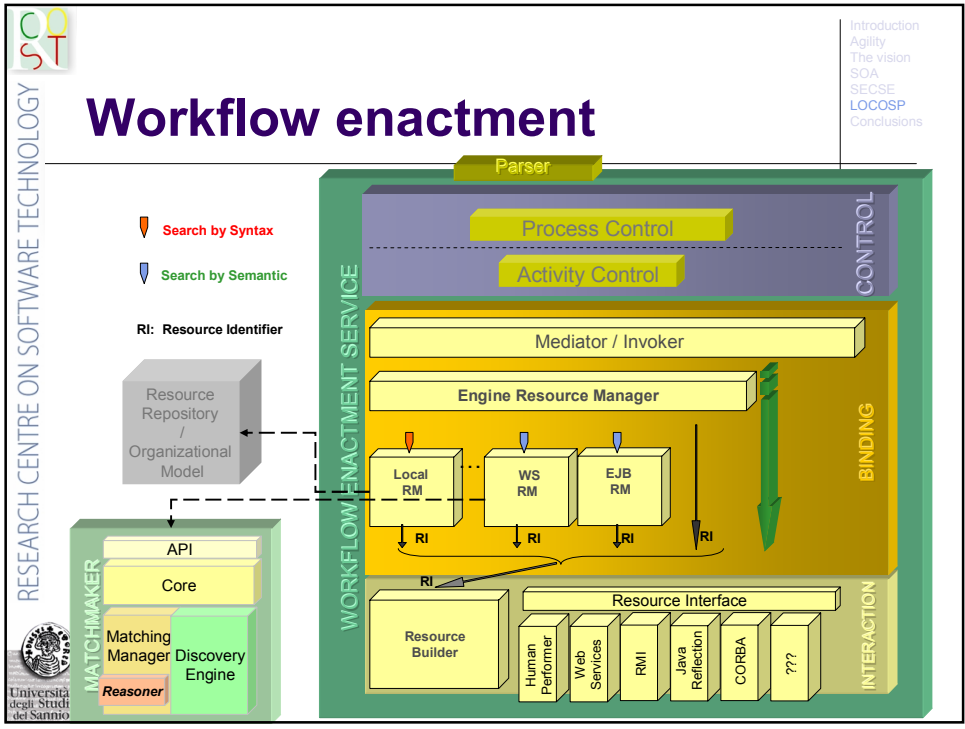 RCOST
RESEARCH CENTRE ON SOFTWARE TECHNOLOGY
Introduction
Agility
The vision
SOA
SECSE
LOCOSP
Conclusions
Workflow enactment
Search by Syntax
Search by Semantic
RI: Resource Identifier
Resource
Repository
/
Organizational
Model
Parser
WORKFLOW ENACTMENT SERVICE
CONTROL
Process Control
Activity Control
BINDING
Mediator / Invoker
Engine Resource Manager
Local
RM
...
WS
RM
EJB
RM
RI
RI
RI
RI
RI
INTERACTION
Resource
Builder
Resource Interface
Human
Performer
Web
Services
RMI
Java
Reflection
CORBA
???
MATCHMAKER
API
Core
Matching
Manager
Reasoner
Discovery
Engine
Università
degli Studi
del Sannio